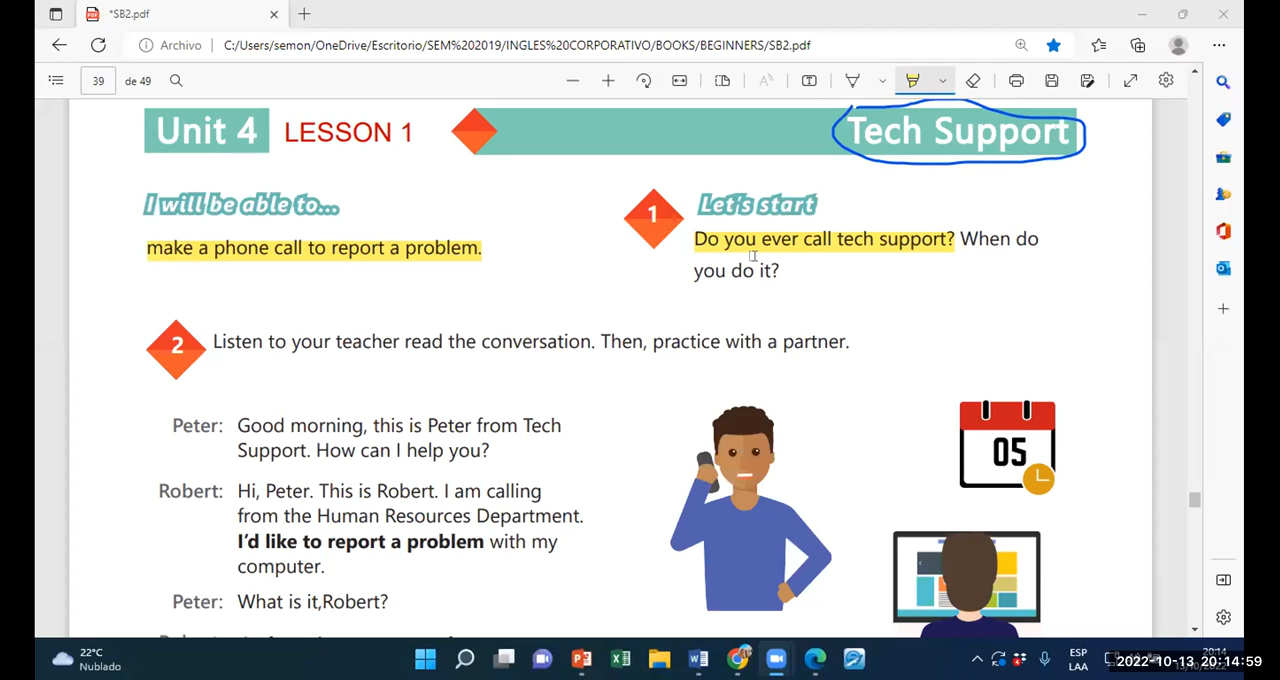 *SB2.pdf
Archivo
C:/Users/semon/OneDrive/Escritorio/SEM%202019/INGLES%20CORPORATIVO/BOOKS/BEGINNERS/SB2.pdf
39 de 49
Unit 4 LESSON 1 Tech Support
I will be able to...
make a phone call to report a problem.
1 Let's start
Do you ever call tech support? When do
you do it?
2 Listen to your teacher read the conversation. Then, practice with a partner.
Peter: Good morning, this is Peter from Tech
Support. How can I help you?
Robert: Hi, Peter. This is Robert. I am calling
from the Human Resources Department.
I'd like to report a problem with my
computer.
Peter: What is it,Robert?
05
22°C
Nublado
ESP
LAA
20:14
2022-10-13 20:14:59